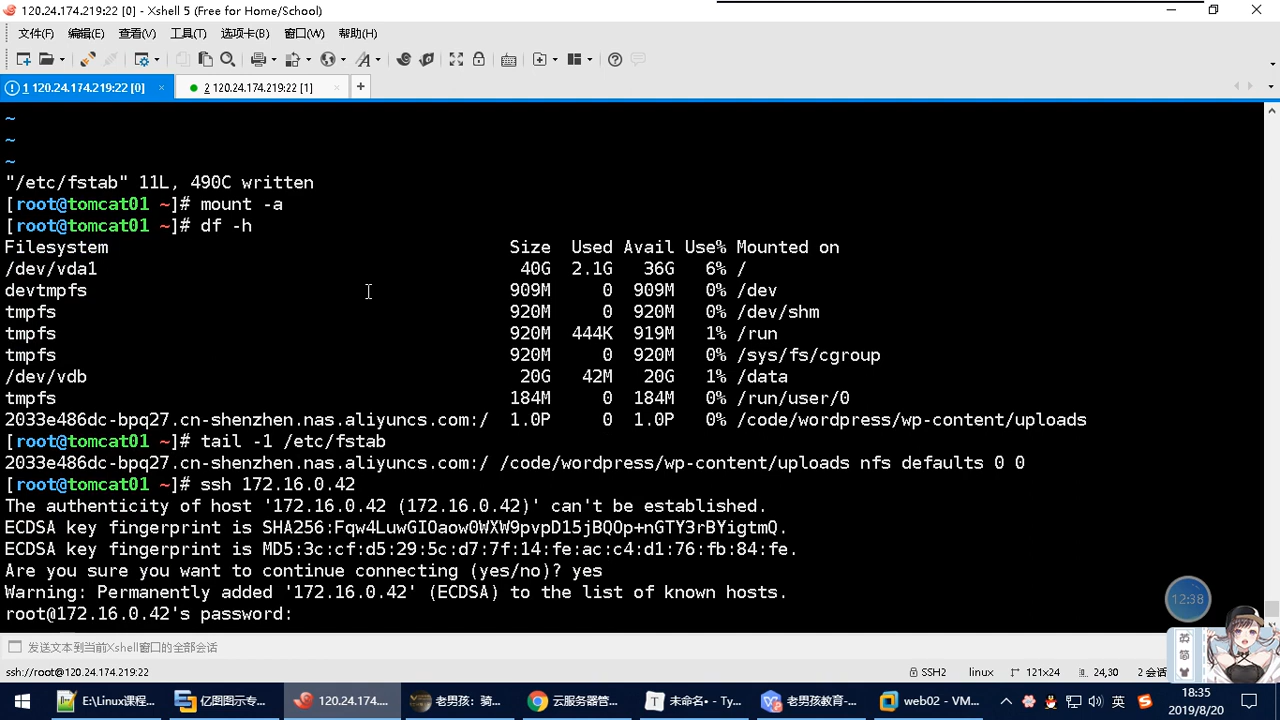 120.24.174.219:22 [0] - Xshell 5 (Free for Home/School)
文件(F) 编辑(E) 查看(V) 工具(T) 选项卡(B) 窗口(W) 帮助(H)
1 120.24.174.219:22 [0] × 2 120.24.174.219:22 [1] × +
~
~
~
"/etc/fstab" 11L, 490C written
[root@tomcat01 ~]# mount -a
[root@tomcat01 ~]# df -h
Filesystem Size Used Avail Use% Mounted on
/dev/vda1 40G 2.1G 36G 6% /
devtmpfs 909M 0 909M 0% /dev
tmpfs 920M 0 920M 0% /dev/shm
tmpfs 920M 444K 919M 1% /run
tmpfs 920M 0 920M 0% /sys/fs/cgroup
/dev/vdb 20G 42M 20G 1% /data
tmpfs 184M 0 184M 0% /run/user/0
2033e486dc-bpq27.cn-shenzhen.nas.aliyuncs.com:/ 1.0P 0 1.0P 0% /code/wordpress/wp-content/uploads
[root@tomcat01 ~]# tail -1 /etc/fstab
2033e486dc-bpq27.cn-shenzhen.nas.aliyuncs.com:/ /code/wordpress/wp-content/uploads nfs defaults 0 0
[root@tomcat01 ~]# ssh 172.16.0.42
The authenticity of host '172.16.0.42 (172.16.0.42)' can't be established.
ECDSA key fingerprint is SHA256:Fqw4LuwGIOaow0WXW9pvpD15jBQOp+nGTY3rBYigtmQ.
ECDSA key fingerprint is MD5:3c:cf:d5:29:5c:d7:7f:14:fe:ac:c4:d1:76:fb:84:fe.
Are you sure you want to continue connecting (yes/no)? yes
Warning: Permanently added '172.16.0.42' (ECDSA) to the list of known hosts.
root@172.16.0.42's password:
12:38
发送文本到当前Xshell窗口的全部会话
英
简
ssh://root@120.24.174.219:22 SSH2 linux 121x24 24,30 2 会话
E:\Linux课程... 亿图图示专... 120.24.174.... 老男孩：骑... 云服务器管... 未命名• - Ty... 老男孩教育-... web02 - VM... 英 18:35
2019/8/20